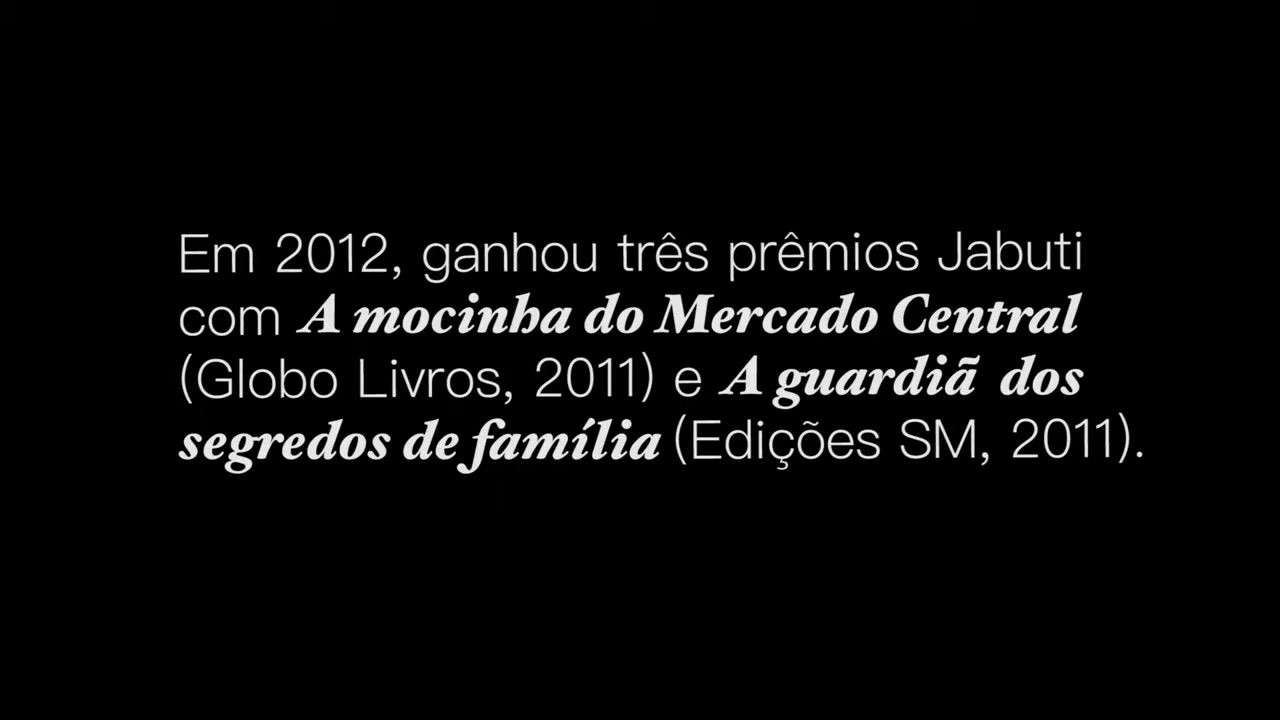 Em 2012, ganhou três prêmios Jabuti
com A mocinha do Mercado Central
(Globo Livros, 2011) e A guardiã dos
segredos de família (Edições SM, 2011).